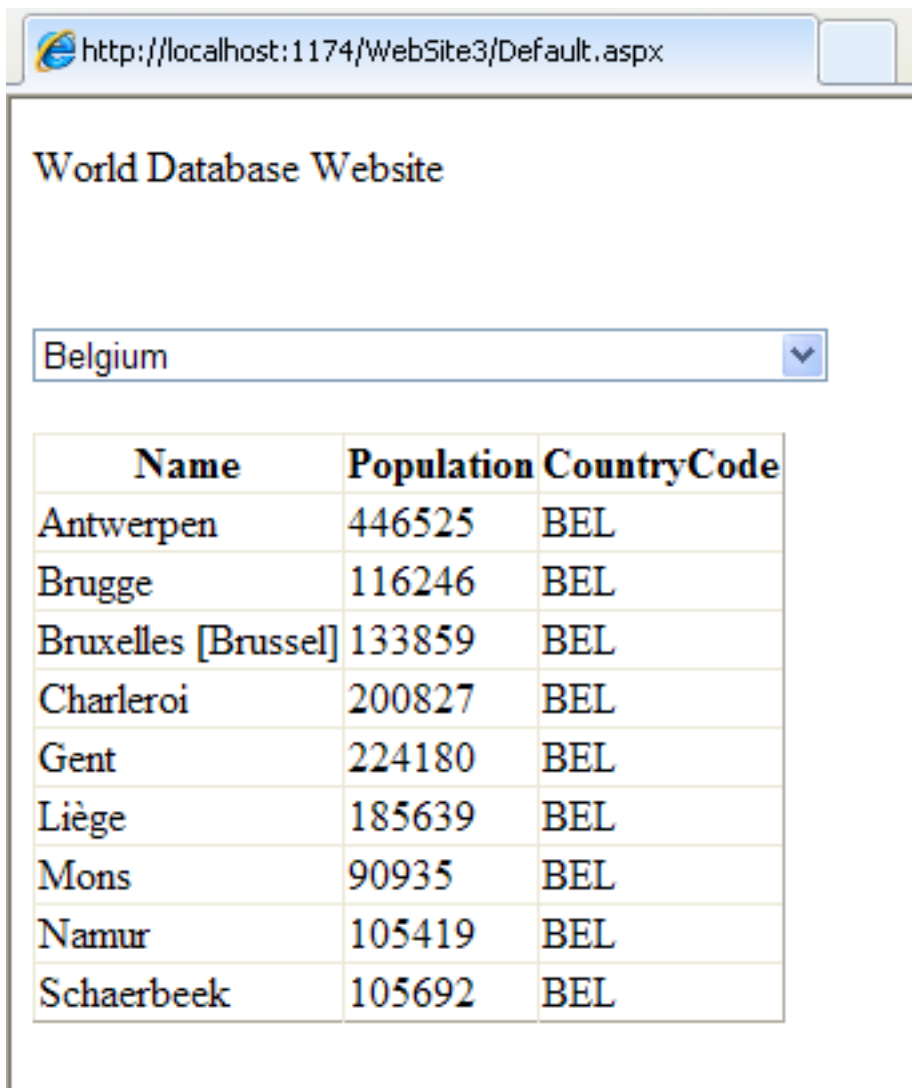 http://localhost:1174/WebSite3/Default.aspx
World Database Website
Belgium
Name Population CountryCode
Antwerpen 446525 BEL
Brugge 116246 BEL
Bruxelles [Brussel] 133859 BEL
Charleroi 200827 BEL
Gent 224180 BEL
Liège 185639 BEL
Mons 90935 BEL
Namur 105419 BEL
Schaerbeek 105692 BEL